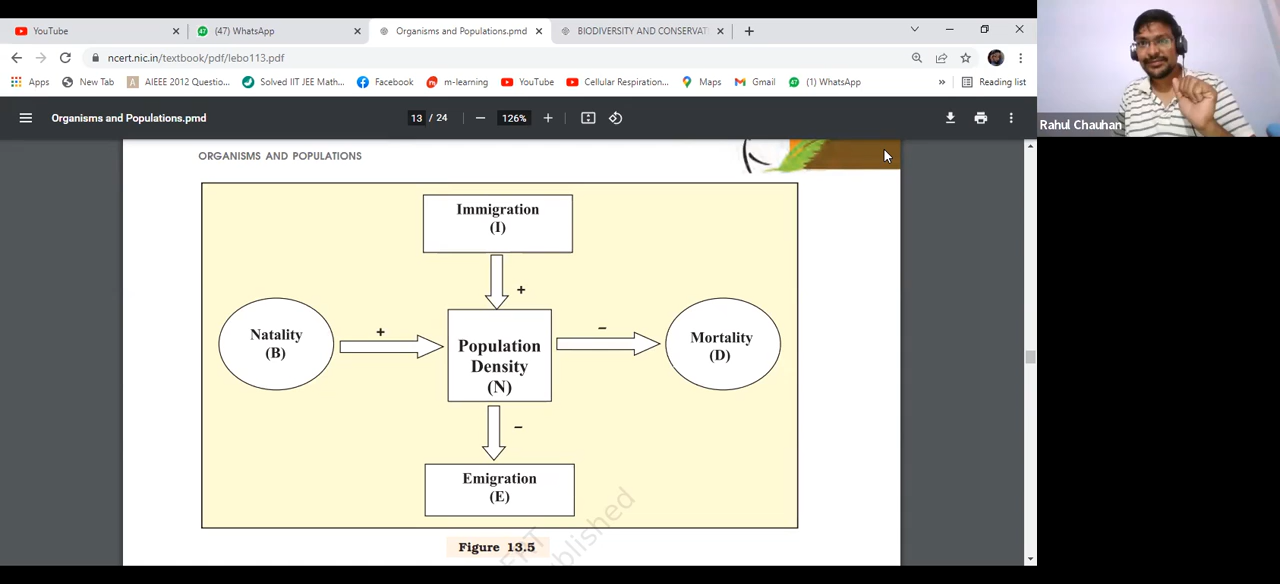 YouTube
(47) WhatsApp
Organisms and Populations.pmd
BIODIVERSITY AND CONSERVAT
ncert.nic.in/textbook/pdf/lebo113.pdf
Apps
New Tab
AIEEE 2012 Questio...
Solved IIT JEE Math...
Facebook
m-learning
YouTube
Cellular Respiration...
Maps
Gmail
(1) WhatsApp
»
Reading list
Organisms and Populations.pmd
13 / 24
126%
Rahul Chauhan
ORGANISMS AND POPULATIONS
Immigration
(I)
+
Natality
(B)
+
Population
Density
(N)
–
Mortality
(D)
–
Emigration
(E)
Figure 13.5